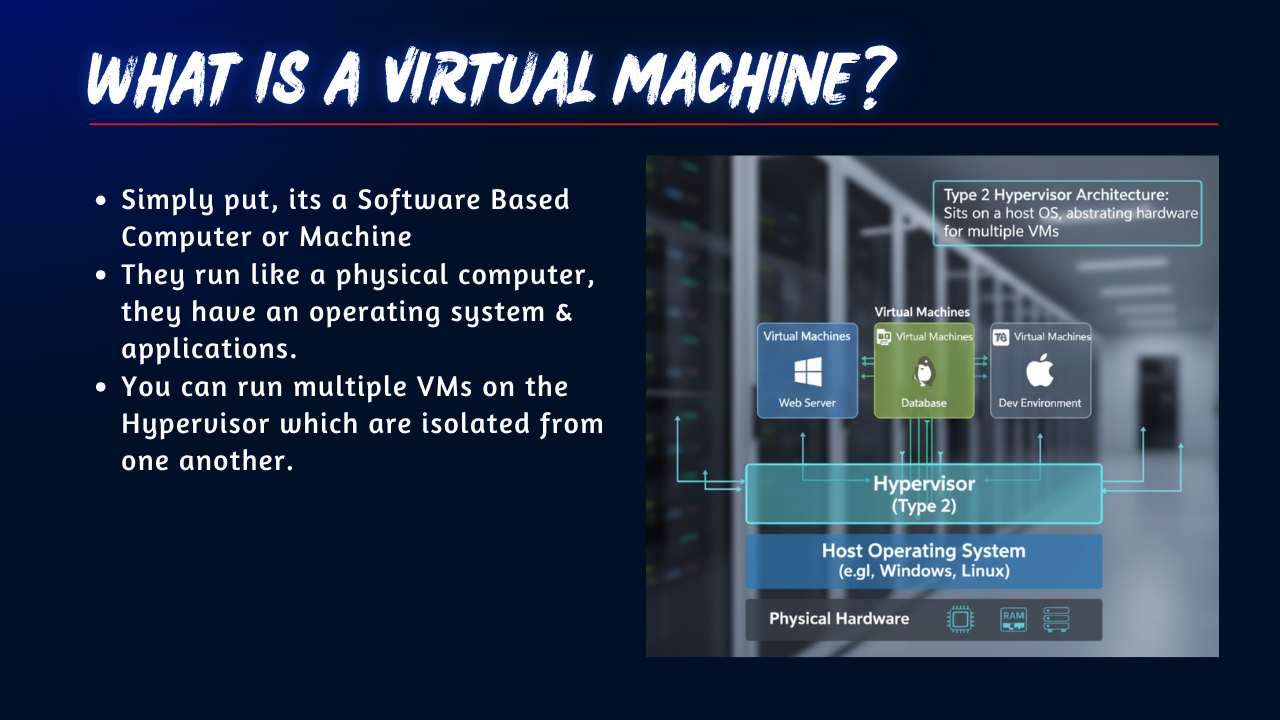 WHAT IS A VIRTUAL MACHINE?
• Simply put, its a Software Based
Computer or Machine
• They run like a physical computer,
they have an operating system &
applications.
• You can run multiple VMs on the
Hypervisor which are isolated from
one another.
Type 2 Hypervisor Architecture:
Sits on a host OS, abstrating hardware
for multiple VMs
Virtual Machines
Virtual Machines
Web Server
Virtual Machines
Database
Virtual Machines
Dev Environment
Hypervisor
(Type 2)
Host Operating System
(e.gl, Windows, Linux)
Physical Hardware
RAM